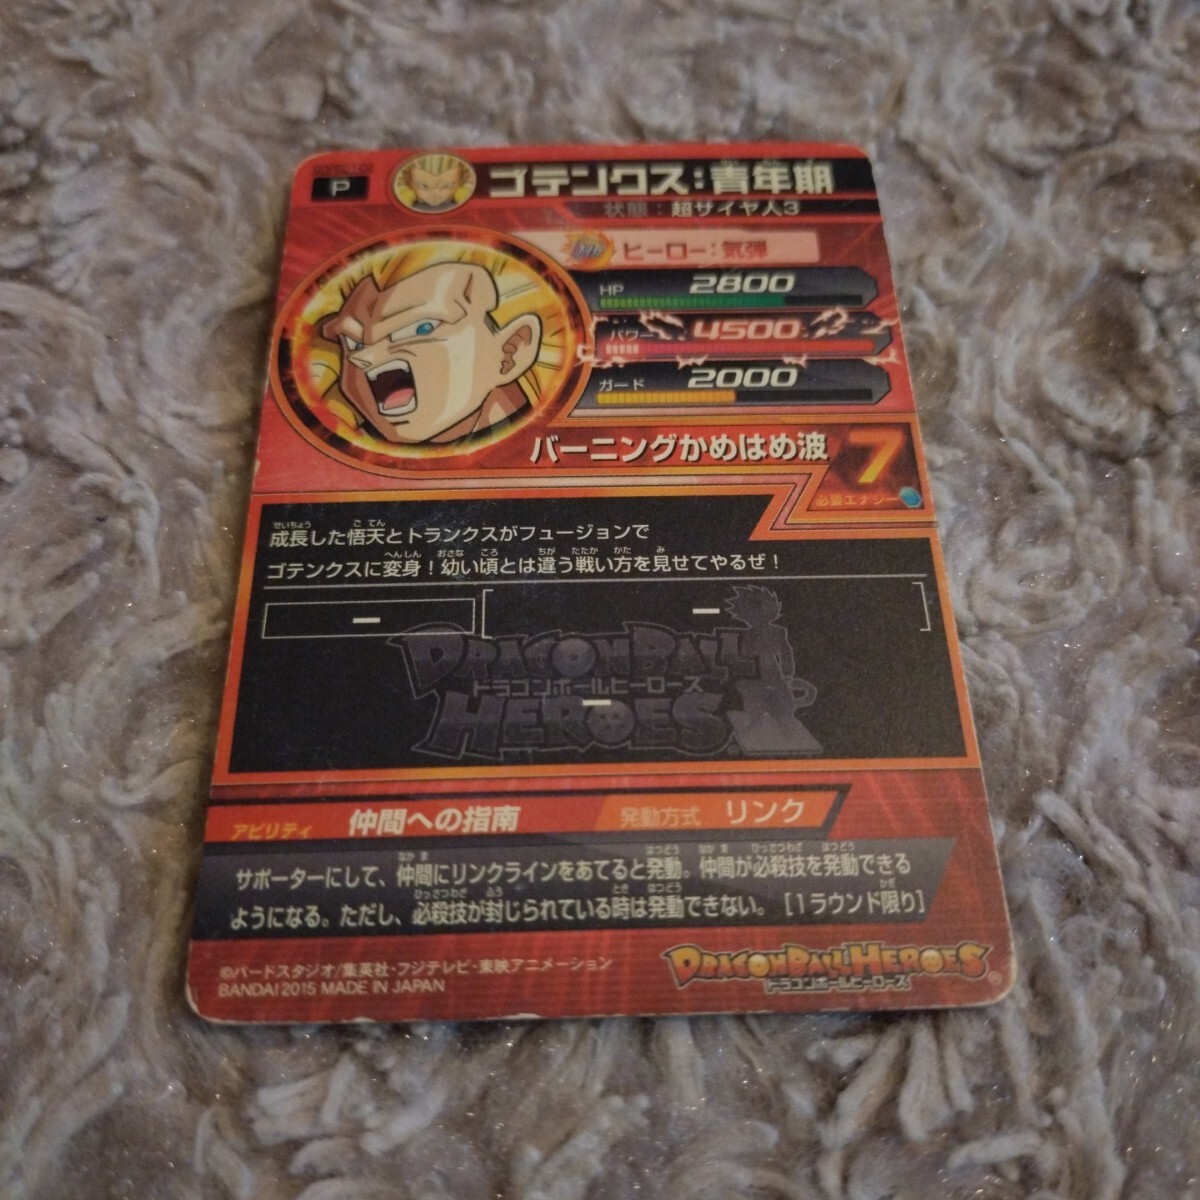 P
ゴテンクス:青年期
状態:超サイヤ人3
ヒーロー:気弾
HP 2800
パワー 4500
ガード 2000
バーニングかめはめ波 7
必要エナジー
成長した悟天とトランクスがフュージョンで
ゴテンクスに変身!幼い頃とは違う戦い方を見せてやるぜ!
ー ー
DRAGONBALL
ドラゴンボールヒーローズ
HEROES
ー
アビリティ 仲間への指南 発動方式 リンク
サポーターにして、仲間にリンクラインをあてると発動。仲間が必殺技を発動できる
ようになる。ただし、必殺技が封じられている時は発動できない。[1ラウンド限り]
©バードスタジオ/集英社・フジテレビ・東映アニメーション
BANDAI 2015 MADE IN JAPAN
DRAGONBALL HEROES
ドラゴンボールヒーローズ